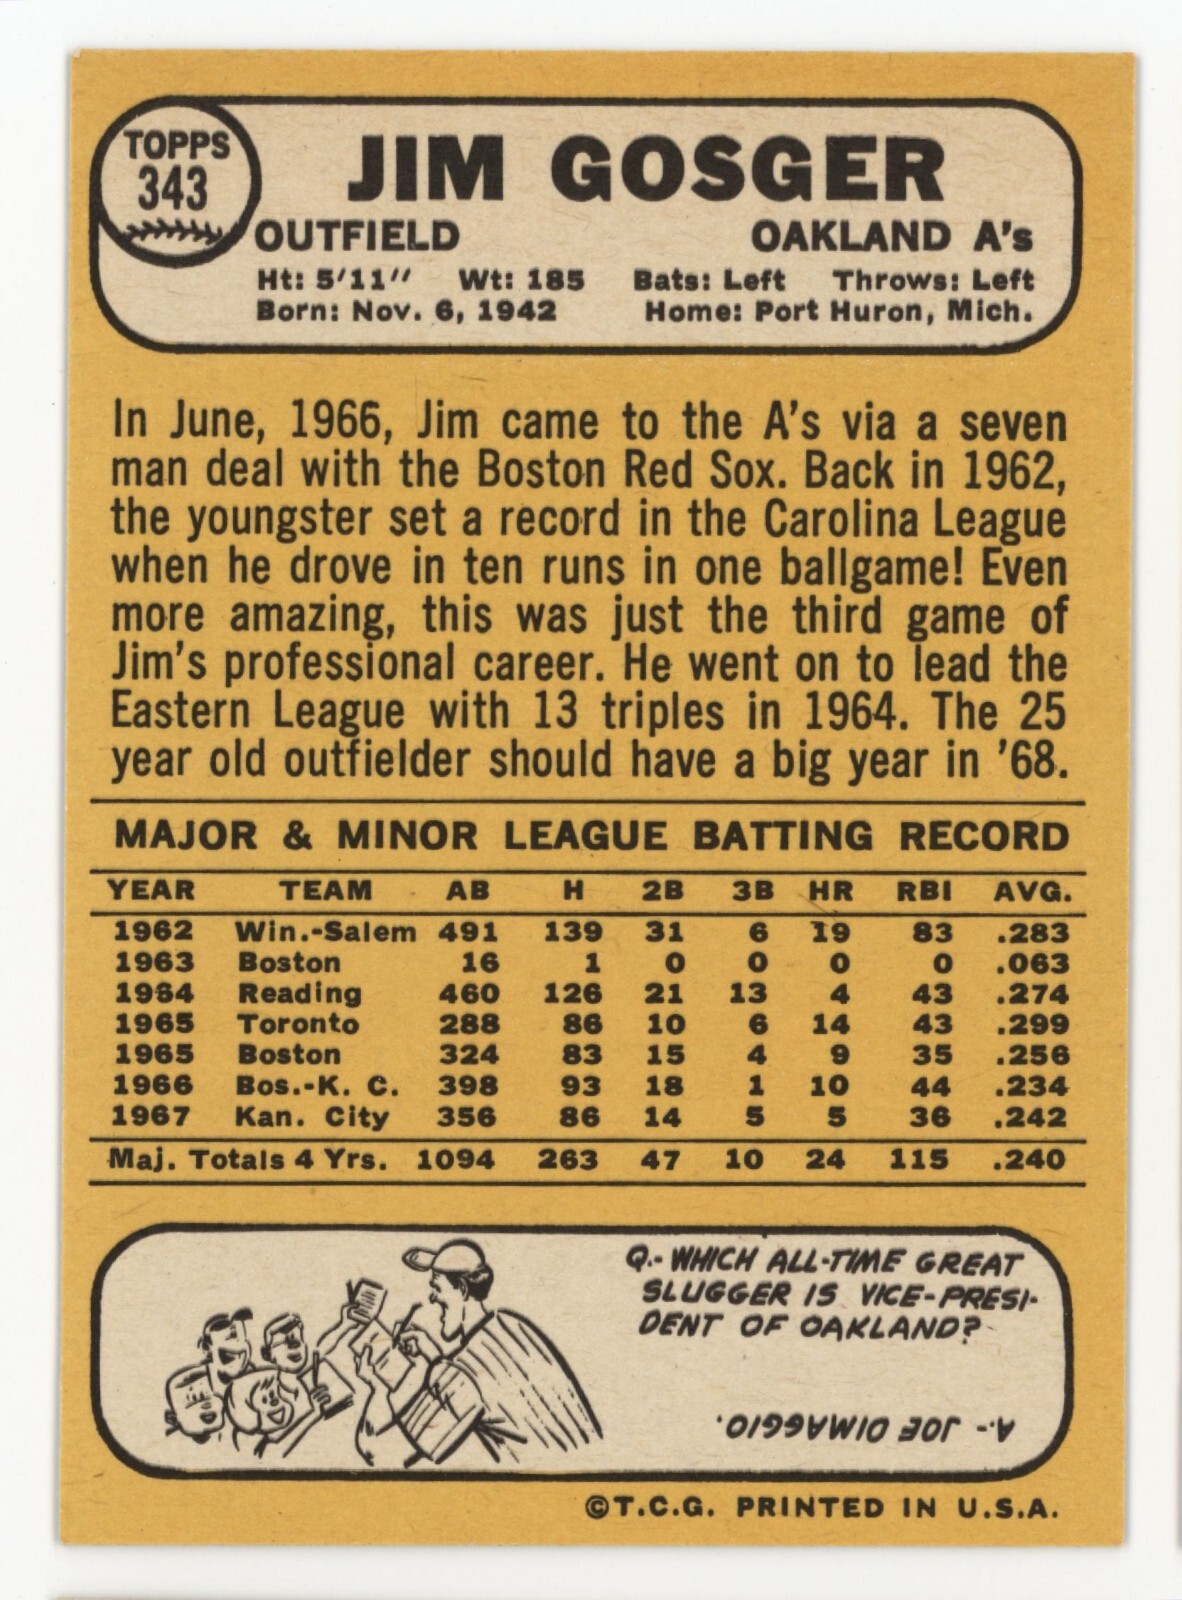 TOPPS
343
JIM GOSGER
OUTFIELD OAKLAND A's
Ht: 5'11" Wt: 185 Bats: Left Throws: Left
Born: Nov. 6, 1942 Home: Port Huron, Mich.
In June, 1966, Jim came to the A's via a seven
man deal with the Boston Red Sox. Back in 1962,
the youngster set a record in the Carolina League
when he drove in ten runs in one ballgame! Even
more amazing, this was just the third game of
Jim's professional career. He went on to lead the
Eastern League with 13 triples in 1964. The 25
year old outfielder should have a big year in '68.
MAJOR & MINOR LEAGUE BATTING RECORD
YEAR TEAM AB H 2B 3B HR RBI AVG.
1962 Win.-Salem 491 139 31 6 19 83 .283
1963 Boston 16 1 0 0 0 0 .063
1964 Reading 460 126 21 13 4 43 .274
1965 Toronto 288 86 10 6 14 43 .299
1965 Boston 324 83 15 4 9 35 .256
1966 Bos.-K. C. 398 93 18 1 10 44 .234
1967 Kan. City 356 86 14 5 5 36 .242
Maj. Totals 4 Yrs. 1094 263 47 10 24 115 .240
Q.- WHICH ALL-TIME GREAT
SLUGGER IS VICE-PRESI-
DENT OF OAKLAND?
A.- JOE DIMAGGIO.
©T.C.G. PRINTED IN U.S.A.